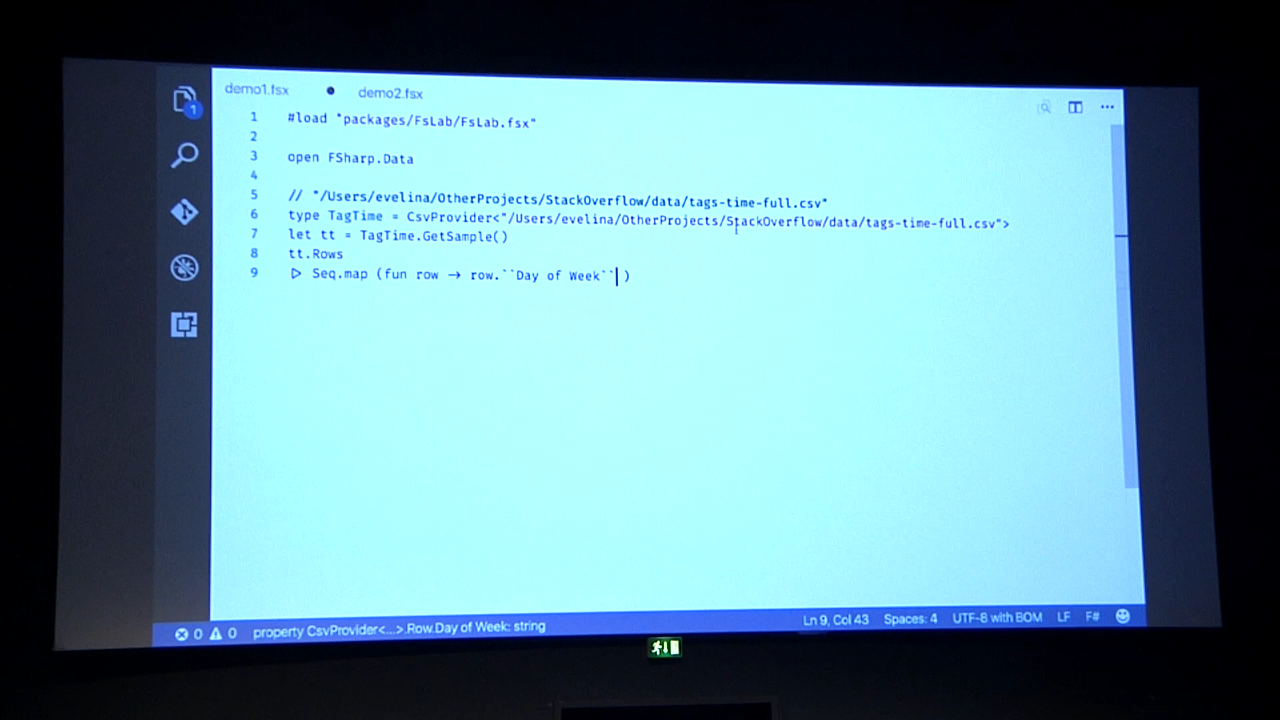 demo1.fsx
demo2.fsx
1
1 #load "packages/FsLab/FsLab.fsx"
2
3 open FSharp.Data
4
5 // "/Users/evelina/OtherProjects/StackOverflow/data/tags-time-full.csv"
6 type TagTime = CsvProvider<"/Users/evelina/OtherProjects/StackOverflow/data/tags-time-full.csv">
7 let tt = TagTime.GetSample()
8 tt.Rows
9 ▷ Seq.map (fun row → row.``Day of Week`` )
0 0 property CsvProvider<...>.Row.Day of Week: string
Ln 9, Col 43 Spaces: 4 UTF-8 with BOM LF F#